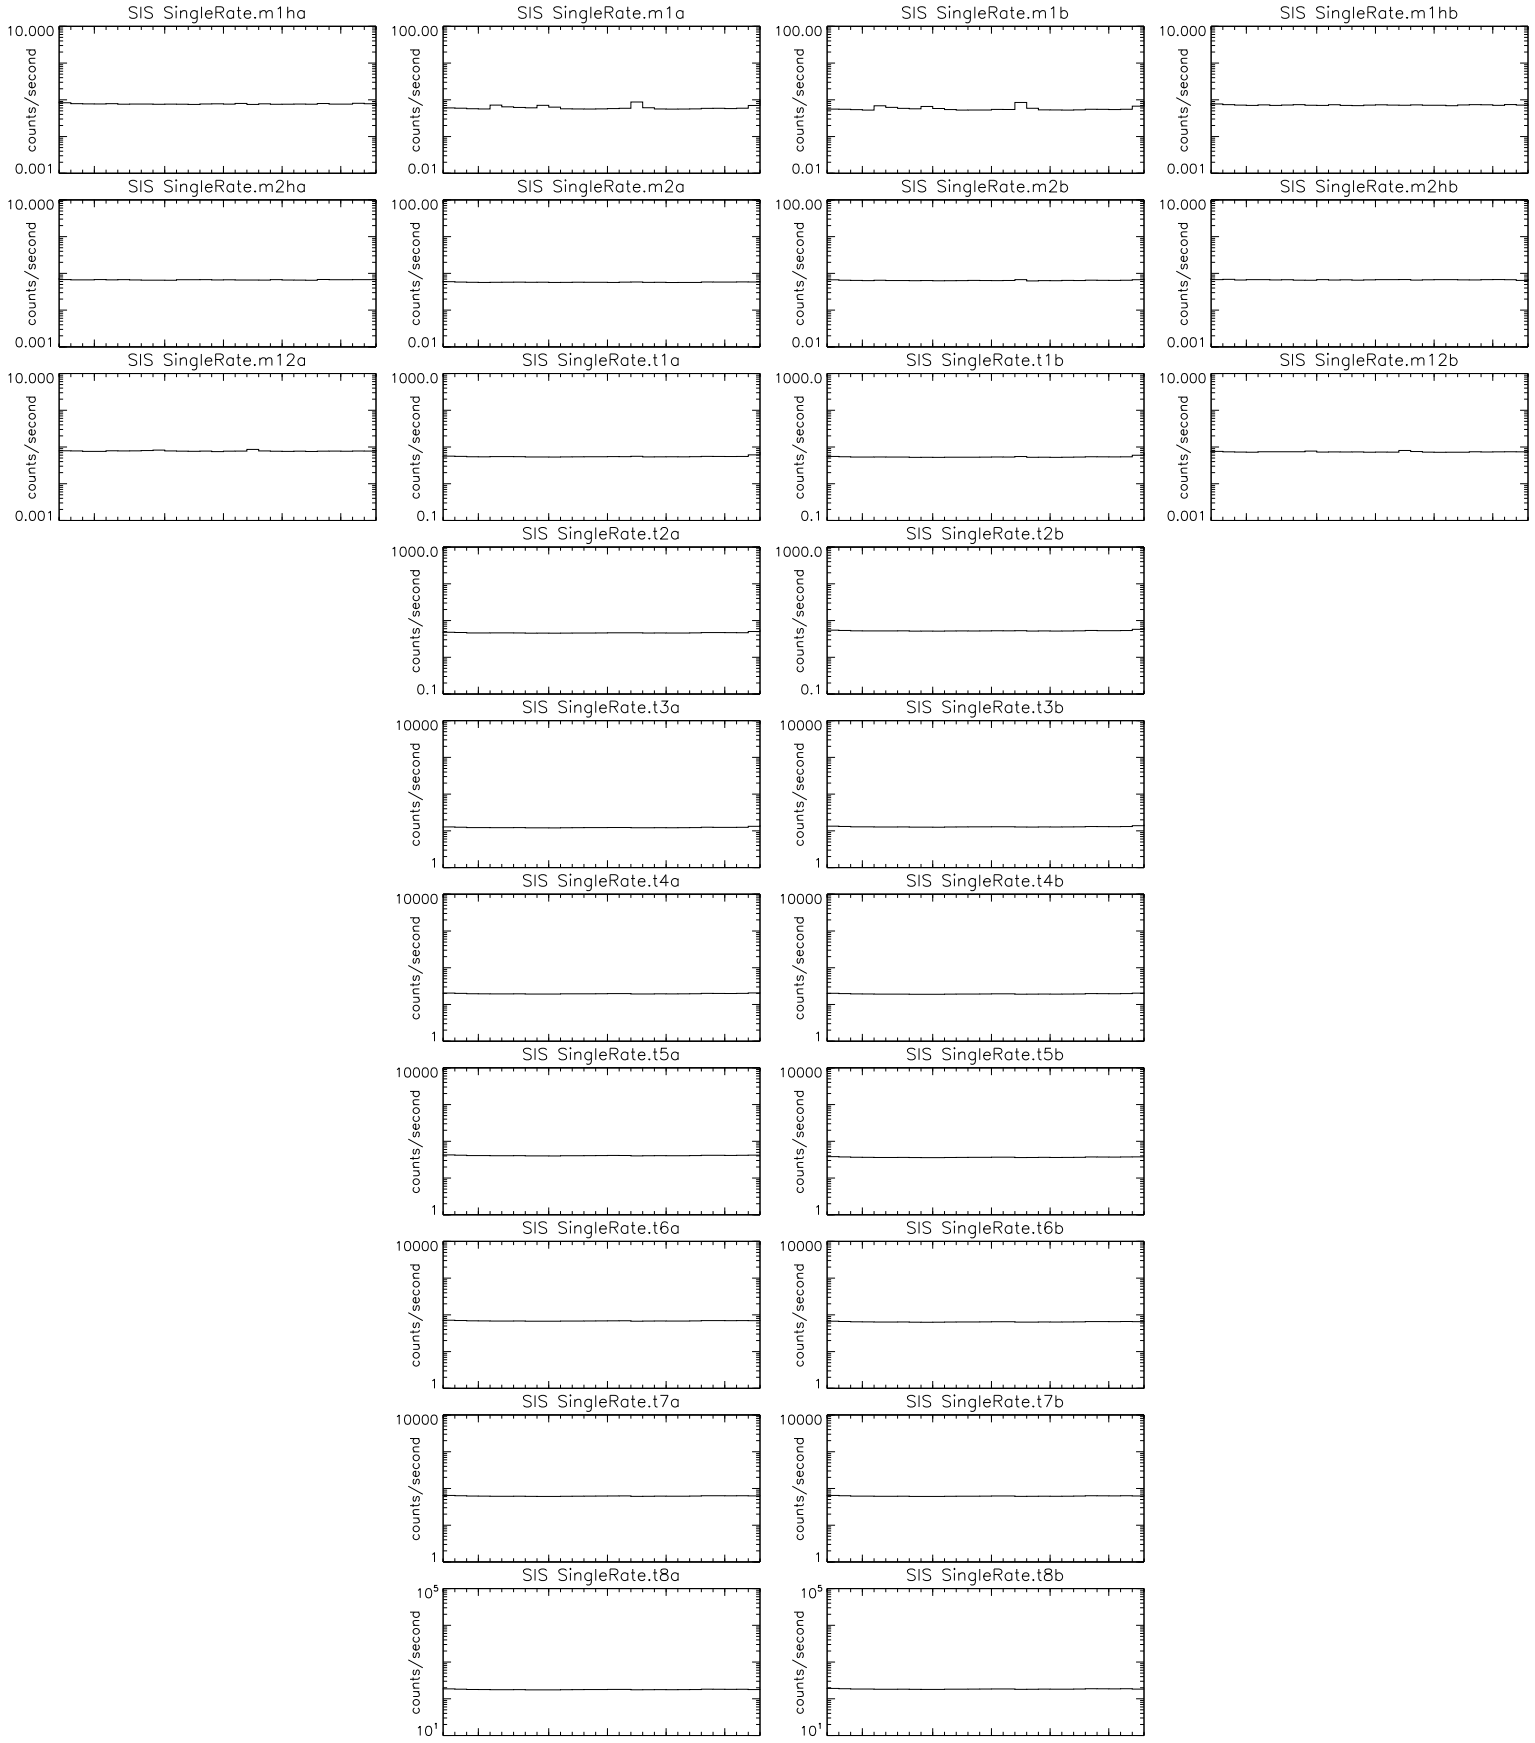 SIS SingleRate.m1ha
SIS SingleRate.m1a
SIS SingleRate.m1b
SIS SingleRate.m1hb
10.000
counts/second
0.001
100.00
counts/second
0.01
100.00
counts/second
0.01
10.000
counts/second
0.001
SIS SingleRate.m2ha
SIS SingleRate.m2a
SIS SingleRate.m2b
SIS SingleRate.m2hb
10.000
counts/second
0.001
100.00
counts/second
0.01
100.00
counts/second
0.01
10.000
counts/second
0.001
SIS SingleRate.m12a
SIS SingleRate.t1a
SIS SingleRate.t1b
SIS SingleRate.m12b
10.000
counts/second
0.001
1000.0
counts/second
0.1
1000.0
counts/second
0.1
10.000
counts/second
0.001
SIS SingleRate.t2a
SIS SingleRate.t2b
1000.0
counts/second
0.1
1000.0
counts/second
0.1
SIS SingleRate.t3a
SIS SingleRate.t3b
10000
counts/second
1
10000
counts/second
1
SIS SingleRate.t4a
SIS SingleRate.t4b
10000
counts/second
1
10000
counts/second
1
SIS SingleRate.t5a
SIS SingleRate.t5b
10000
counts/second
1
10000
counts/second
1
SIS SingleRate.t6a
SIS SingleRate.t6b
10000
counts/second
1
10000
counts/second
1
SIS SingleRate.t7a
SIS SingleRate.t7b
10000
counts/second
1
10000
counts/second
1
SIS SingleRate.t8a
SIS SingleRate.t8b
10⁵
counts/second
10¹
10⁵
counts/second
10¹